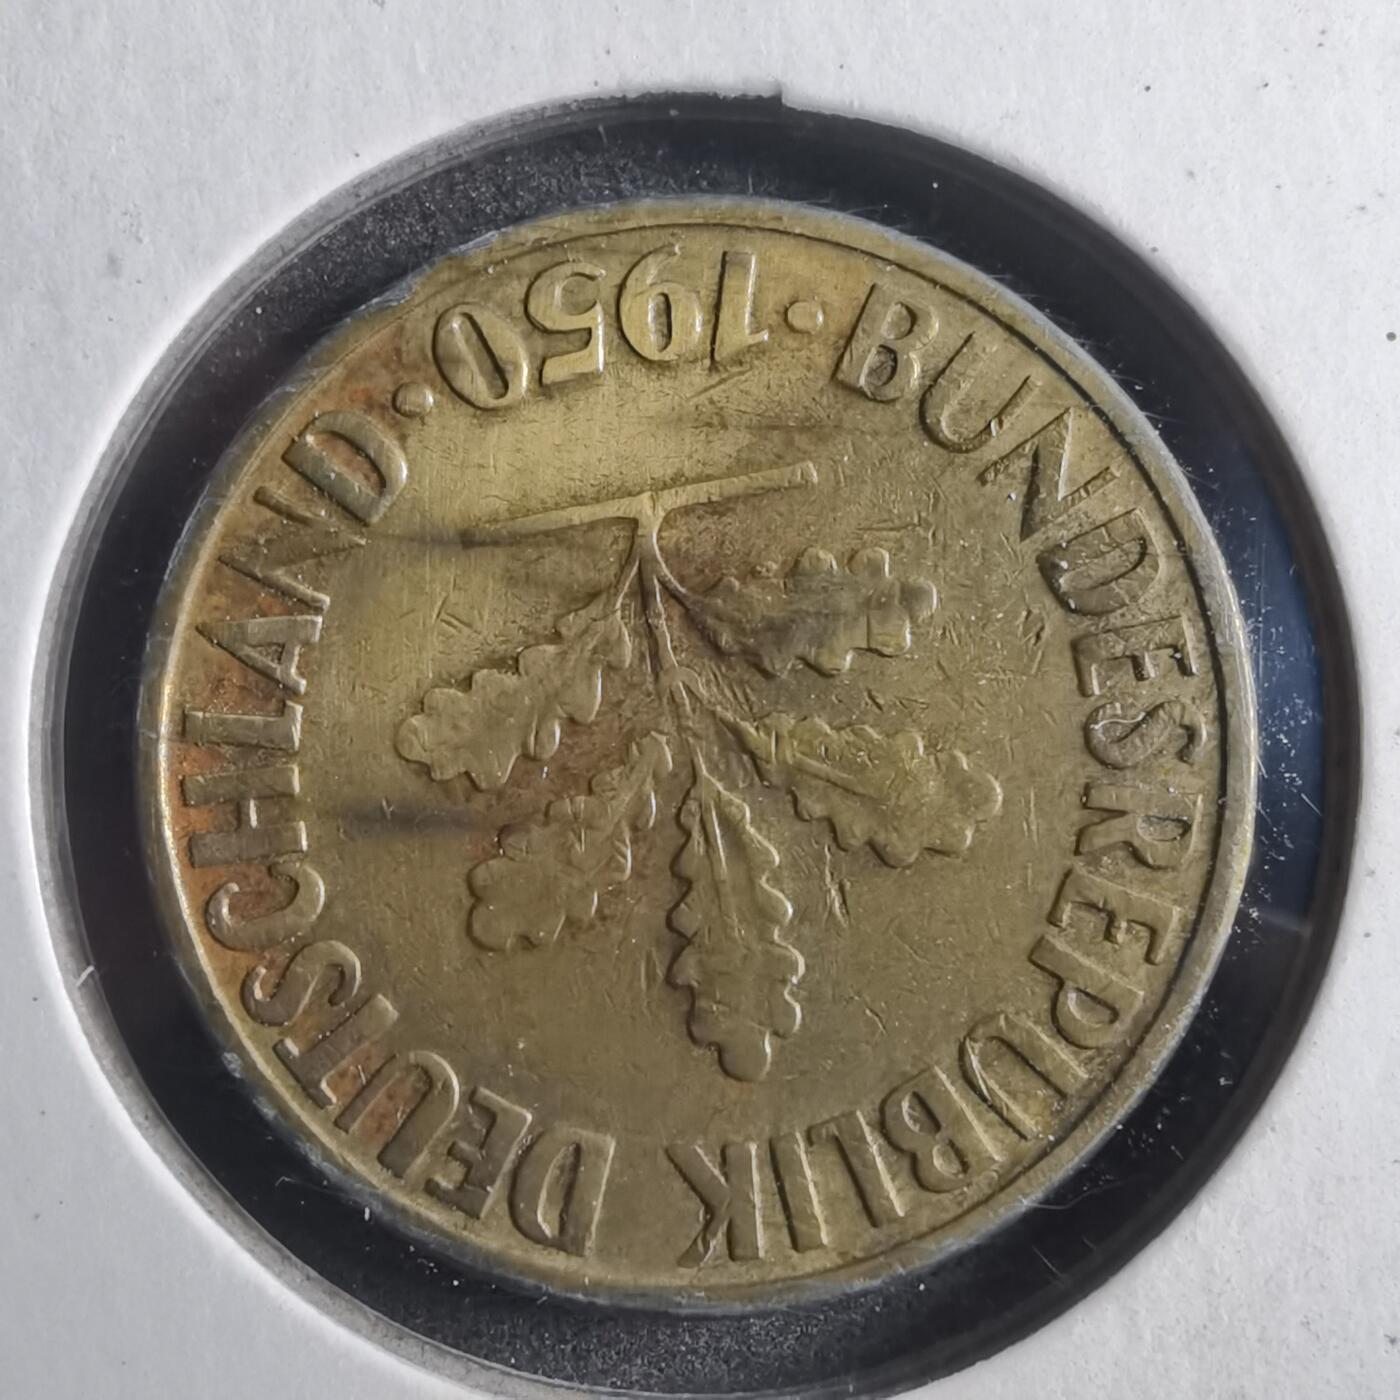 BUNDESREPUBLIK DEUTSCHLAND
· 1950 ·